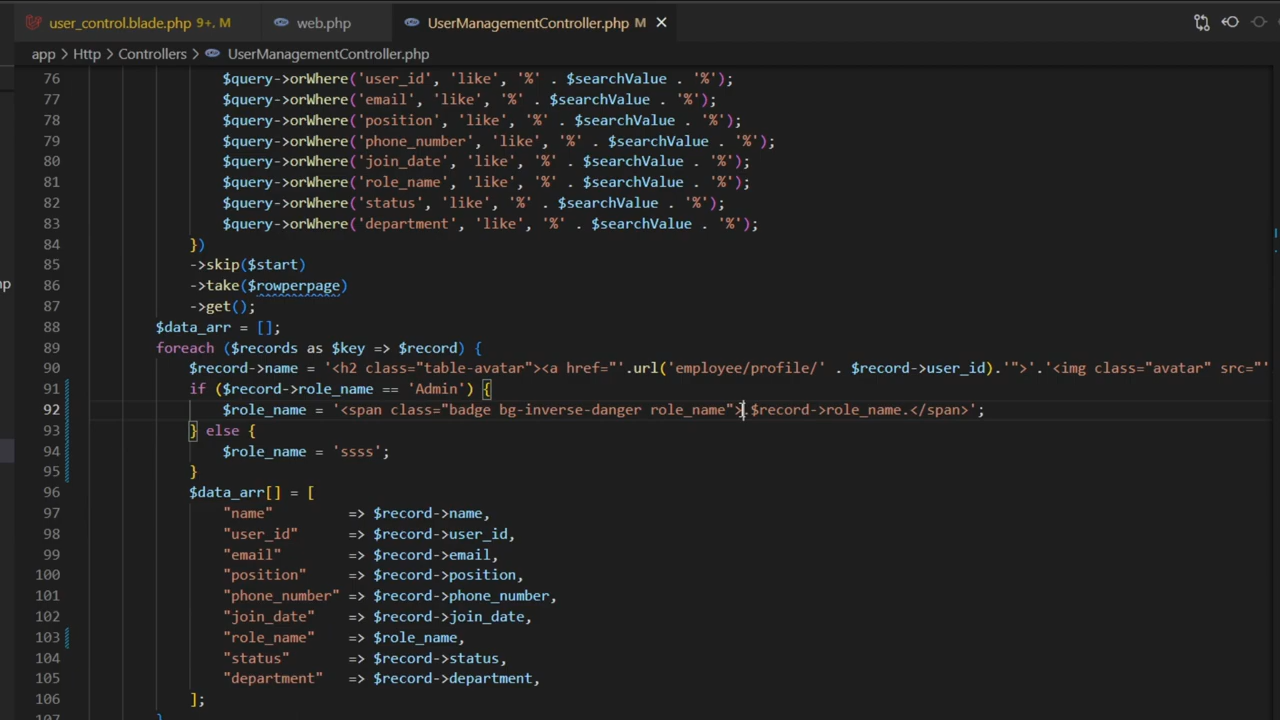 user_control.blade.php 9+, M
web.php
UserManagementController.php M
app > Http > Controllers > UserManagementController.php
76 $query->orWhere('user_id', 'like', '%' . $searchValue . '%');
77 $query->orWhere('email', 'like', '%' . $searchValue . '%');
78 $query->orWhere('position', 'like', '%' . $searchValue . '%');
79 $query->orWhere('phone_number', 'like', '%' . $searchValue . '%');
80 $query->orWhere('join_date', 'like', '%' . $searchValue . '%');
81 $query->orWhere('role_name', 'like', '%' . $searchValue . '%');
82 $query->orWhere('status', 'like', '%' . $searchValue . '%');
83 $query->orWhere('department', 'like', '%' . $searchValue . '%');
84 })
85 ->skip($start)
hp 86 ->take($rowperpage)
87 ->get();
88 $data_arr = [];
89 foreach ($records as $key => $record) {
90 $record->name = '<h2 class="table-avatar"><a href="'.url('employee/profile/' . $record->user_id).'">'.'<img class="avatar" src="'
91 if ($record->role_name == 'Admin') {
92 $role_name = '<span class="badge bg-inverse-danger role_name">.$record->role_name.</span>';
93 } else {
94 $role_name = 'ssss';
95 }
96 $data_arr[] = [
97 "name" => $record->name,
98 "user_id" => $record->user_id,
99 "email" => $record->email,
100 "position" => $record->position,
101 "phone_number" => $record->phone_number,
102 "join_date" => $record->join_date,
103 "role_name" => $role_name,
104 "status" => $record->status,
105 "department" => $record->department,
106 ];
107 }